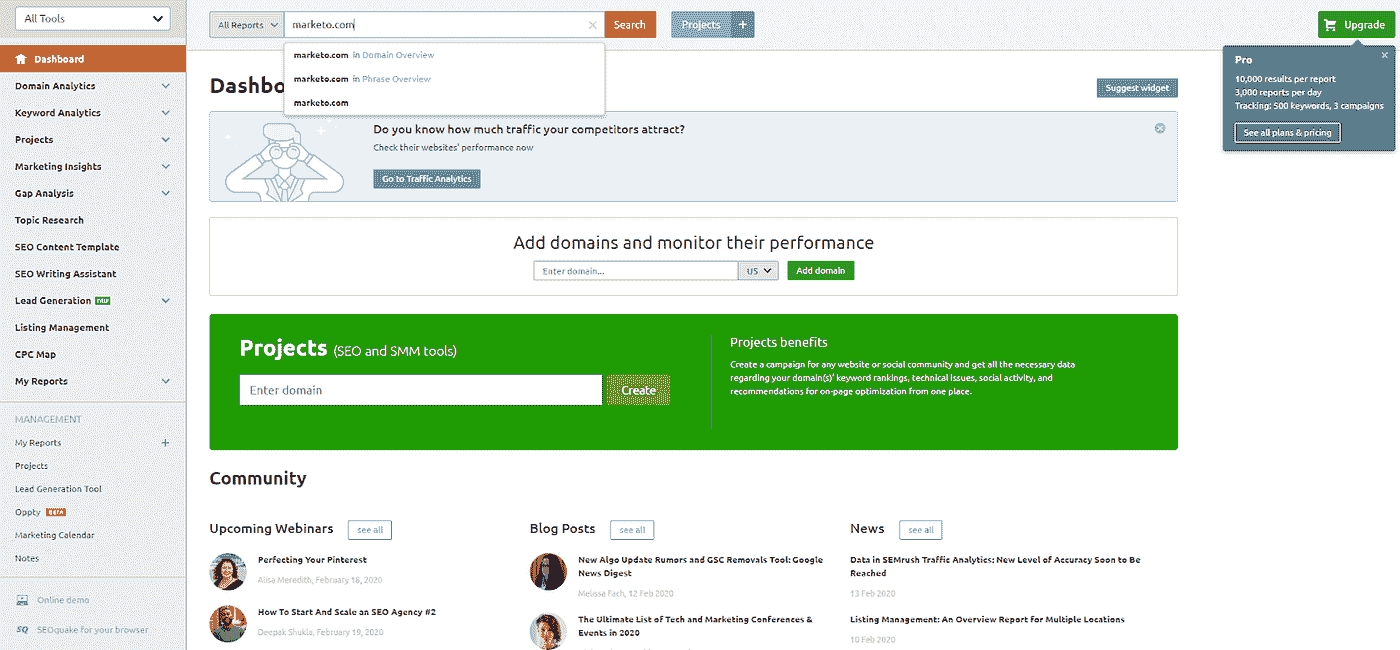 All Tools
Dashboard
Domain Analytics
Keyword Analytics
Projects
Marketing Insights
Gap Analysis
Topic Research
SEO Content Template
SEO Writing Assistant
Lead Generation NEW
Listing Management
CPC Map
My Reports
MANAGEMENT
My Reports +
Projects
Lead Generation Tool
Oppty BETA
Marketing Calendar
Notes
Online demo
SQ SEOquake for your browser
All Reports marketo.com × Search Projects + Upgrade
marketo.com in Domain Overview
marketo.com in Phrase Overview
marketo.com
Pro ×
10,000 results per report
3,000 reports per day
Tracking: 500 keywords, 3 campaigns
See all plans & pricing
Dashbo
Suggest widget
Do you know how much traffic your competitors attract?
Check their websites' performance now
Go to Traffic Analytics
Add domains and monitor their performance
Enter domain... US Add domain
Projects (SEO and SMM tools)
Enter domain Create
Projects benefits
Create a campaign for any website or social community and get all the necessary data
regarding your domain(s)' keyword rankings, technical issues, social activity, and
recommendations for on-page optimization from one place.
Community
Upcoming Webinars see all
Perfecting Your Pinterest
Alisa Meredith, February 18, 2020
How To Start And Scale an SEO Agency #2
Deepak Shukla, February 19, 2020
Blog Posts see all
New Algo Update Rumors and GSC Removals Tool: Google
News Digest
Melissa Fach, 12 Feb 2020
The Ultimate List of Tech and Marketing Conferences &
Events in 2020
News see all
Data in SEMrush Traffic Analytics: New Level of Accuracy Soon to Be
Reached
13 Feb 2020
Listing Management: An Overview Report for Multiple Locations
10 Feb 2020